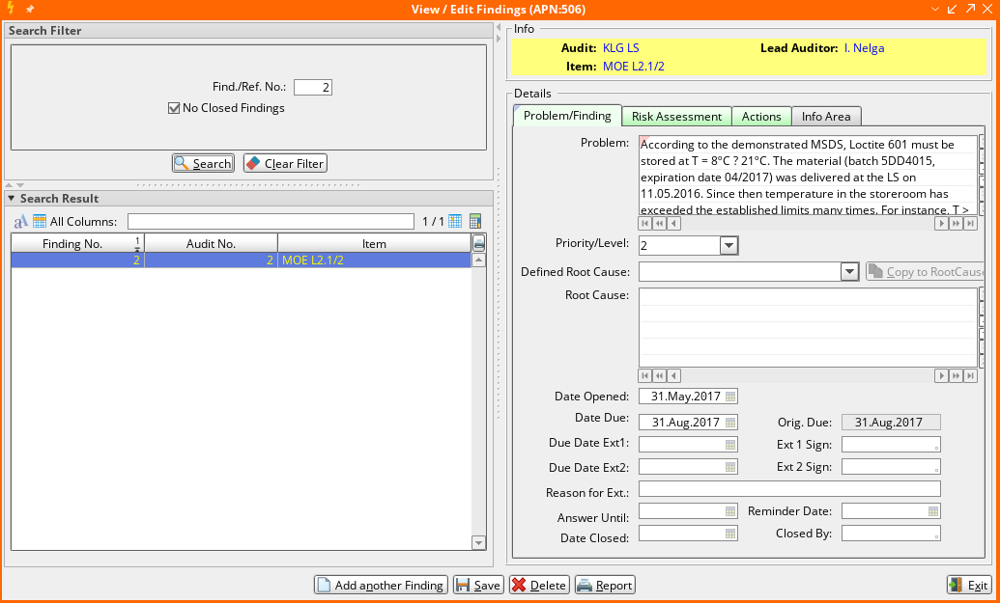 View / Edit Findings (APN:506)
Search Filter
Find./Ref. No.: 2
No Closed Findings
Search
Clear Filter
Search Result
All Columns:
1 / 1
Finding No. 1 Audit No. Item
2 2 MOE L2.1/2
Info
Audit: KLG LS Lead Auditor: I. Nelga
Item: MOE L2.1/2
Details
Problem/Finding Risk Assessment Actions Info Area
Problem:
According to the demonstrated MSDS, Loctite 601 must be
stored at T = 8°C ? 21°C. The material (batch 5DD4015,
expiration date 04/2017) was delivered at the LS on
11.05.2016. Since then temperature in the storeroom has
exceeded the established limits many times. For instance, T >
Priority/Level: 2
Defined Root Cause: Copy to RootCause
Root Cause:
Date Opened: 31.May.2017
Date Due: 31.Aug.2017 Orig. Due: 31.Aug.2017
Due Date Ext1: Ext 1 Sign:
Due Date Ext2: Ext 2 Sign:
Reason for Ext.:
Answer Until: Reminder Date:
Date Closed: Closed By:
Add another Finding Save Delete Report Exit